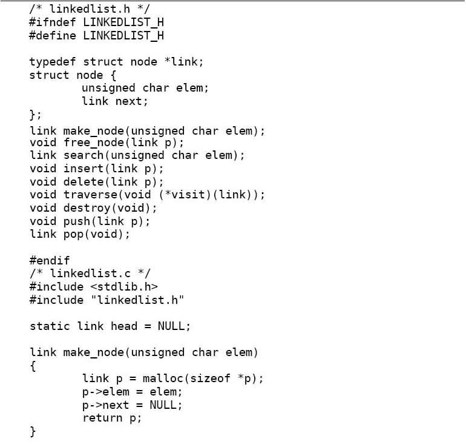 /* linkedlist.h */
#ifndef LINKEDLIST_H
#define LINKEDLIST_H

typedef struct node *link;
struct node {
        unsigned char elem;
        link next;
};
link make_node(unsigned char elem);
void free_node(link p);
link search(unsigned char elem);
void insert(link p);
void delete(link p);
void traverse(void (*visit)(link));
void destroy(void);
void push(link p);
link pop(void);

#endif
/* linkedlist.c */
#include <stdlib.h>
#include "linkedlist.h"

static link head = NULL;

link make_node(unsigned char elem)
{
        link p = malloc(sizeof *p);
        p->elem = elem;
        p->next = NULL;
        return p;
}